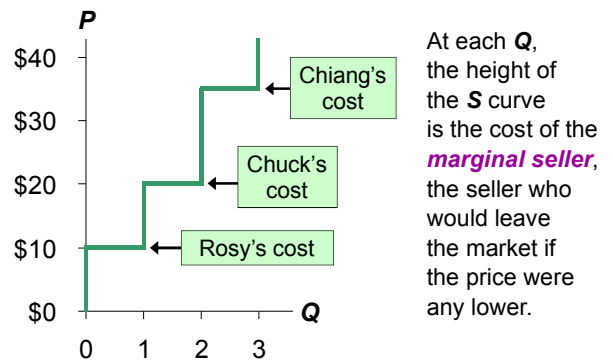 P
$40
$30
$20
$10
$0
Chiang's
cost
Chuck's
cost
Rosy's cost
Q
0 1 2 3
At each Q,
the height of
the S curve
is the cost of the
marginal seller,
the seller who
would leave
the market if
the price were
any lower.